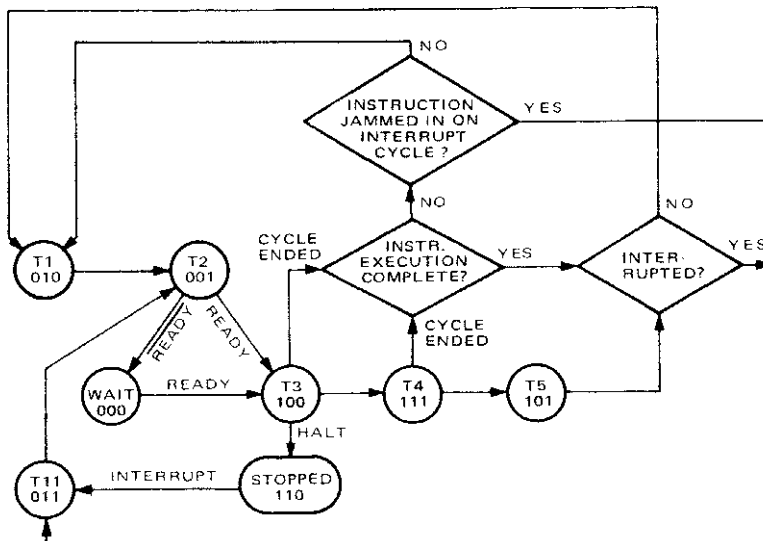 NO
INSTRUCTION
JAMMED IN ON
INTERRUPT
CYCLE?
YES
NO
NO
T1
010
T2
001
CYCLE
ENDED
INSTR.
EXECUTION
COMPLETE?
YES
INTER-
RUPTED?
YES
READY
READY
CYCLE
ENDED
WAIT
000
READY
T3
100
T4
111
T5
101
HALT
T11
011
INTERRUPT
STOPPED
110